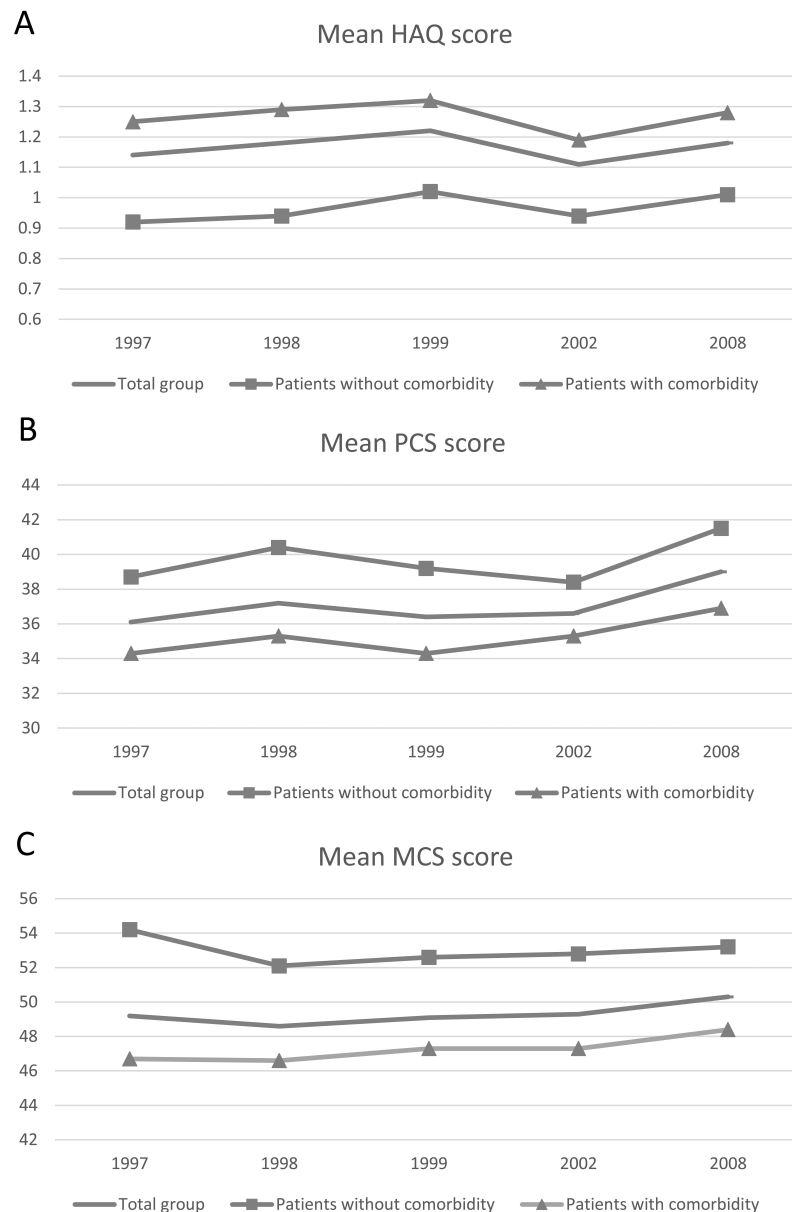 A
Mean HAQ score
1.4
1.3
1.2
1.1
1
0.9
0.8
0.7
0.6
1997 1998 1999 2002 2008
Total group Patients without comorbidity Patients with comorbidity
B
Mean PCS score
44
42
40
38
36
34
32
30
1997 1998 1999 2002 2008
Total group Patients without comorbidity Patients with comorbidity
C
Mean MCS score
56
54
52
50
48
46
44
42
1997 1998 1999 2002 2008
Total group Patients without comorbidity Patients with comorbidity